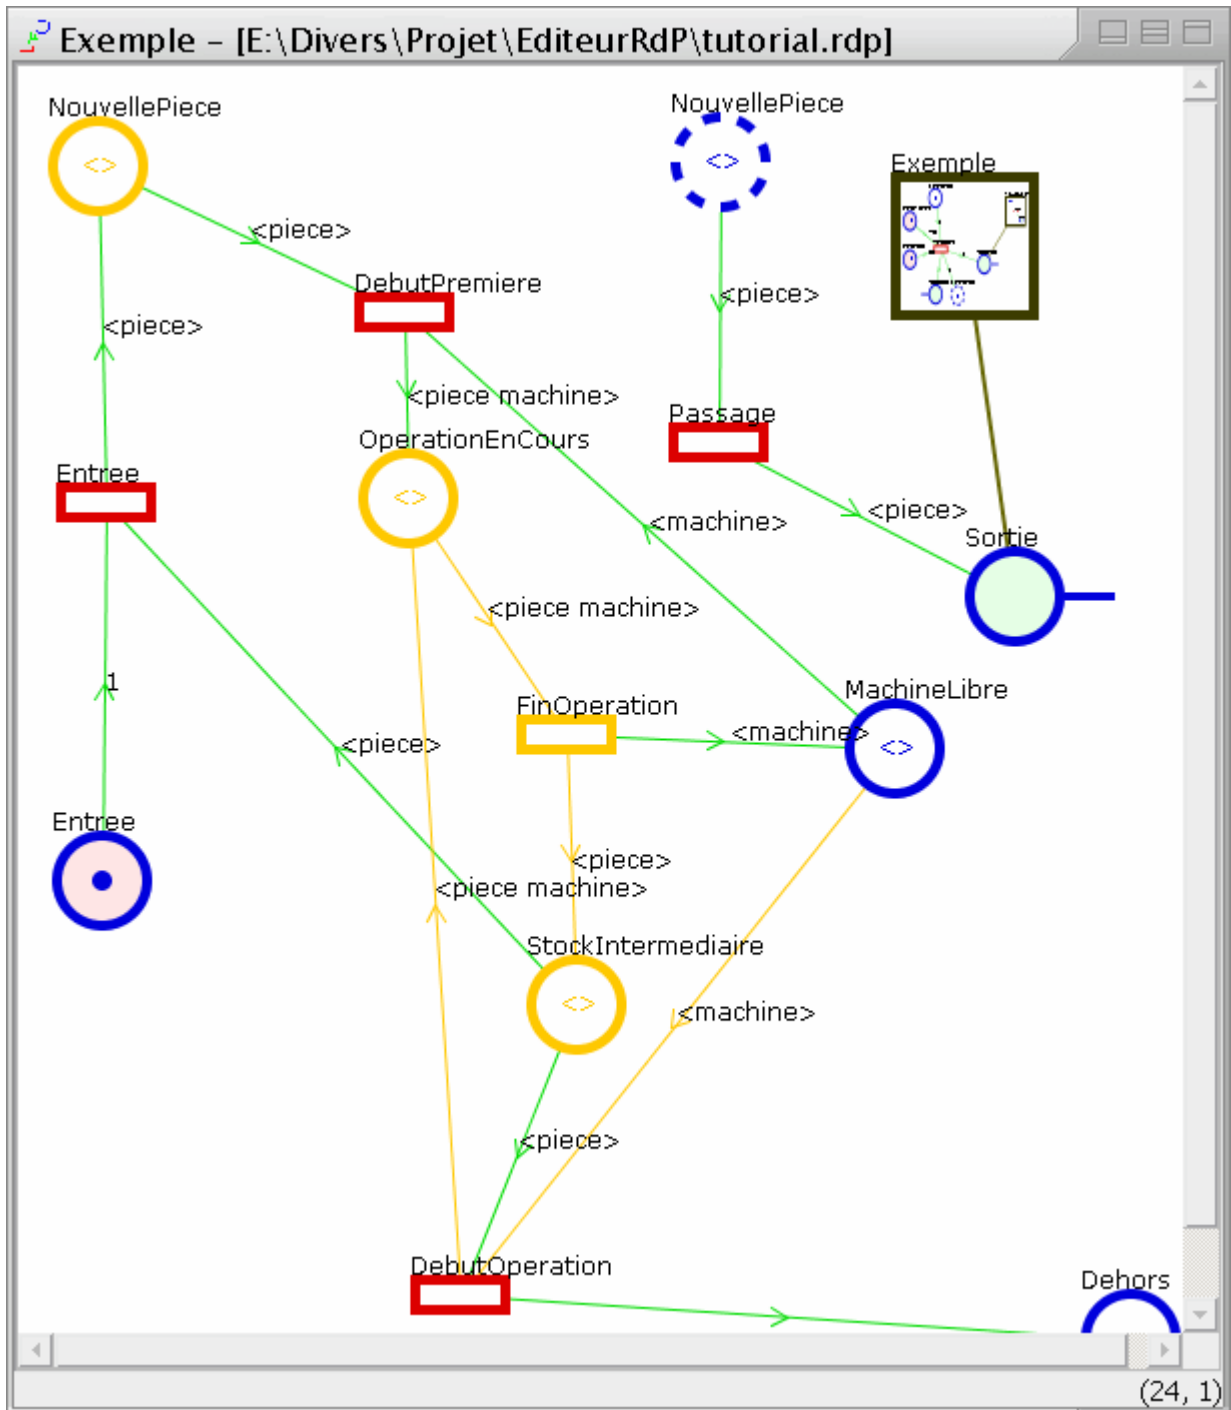 Exemple – [E:\Divers\Projet\EditeurRdP\tutorial.rdp]
NouvellePiece
<>
NouvellePiece
<>
Exemple
<piece>
DebutPremiere
<piece>
<piece>
<piece machine>
Passage
OperationEnCours
<>
Entree
<piece>
<machine>
Sortie
<piece machine>
1
MachineLibre
<>
FinOperation
<machine>
<piece>
Entree
<piece>
<piece machine>
StockIntermediaire
<>
<machine>
<piece>
DebutOperation
Dehors
(24, 1)